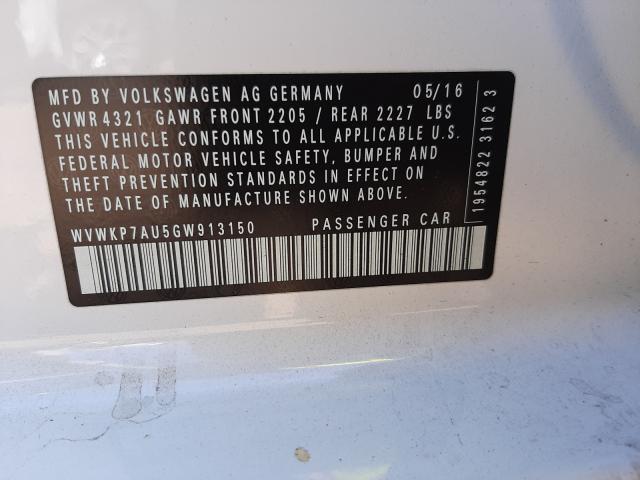 MFD BY VOLKSWAGEN AG GERMANY 05/16
GVWR 4321 GAWR FRONT 2205 / REAR 2227 LBS
THIS VEHICLE CONFORMS TO ALL APPLICABLE U.S.
FEDERAL MOTOR VEHICLE SAFETY, BUMPER AND
THEFT PREVENTION STANDARDS IN EFFECT ON
THE DATE OF MANUFACTURE SHOWN ABOVE.
WVWKP7AU5GW913150 PASSENGER CAR
1954822 3162 3